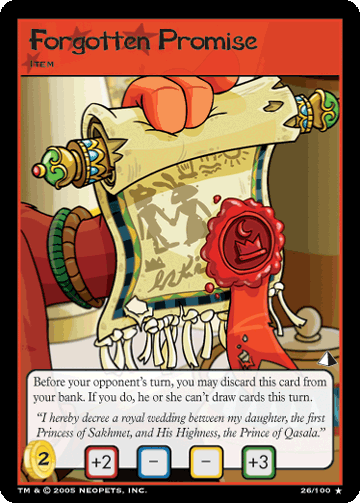 Forgotten Promise
ITEM
Before your opponent's turn, you may discard this card from
your bank. If you do, he or she can't draw cards this turn.
"I hereby decree a royal wedding between my daughter, the first
Princess of Sakhmet, and His Highness, the Prince of Qasala."
2 +2 – – +3
TM & © 2005 NEOPETS, INC. 26/100 ★